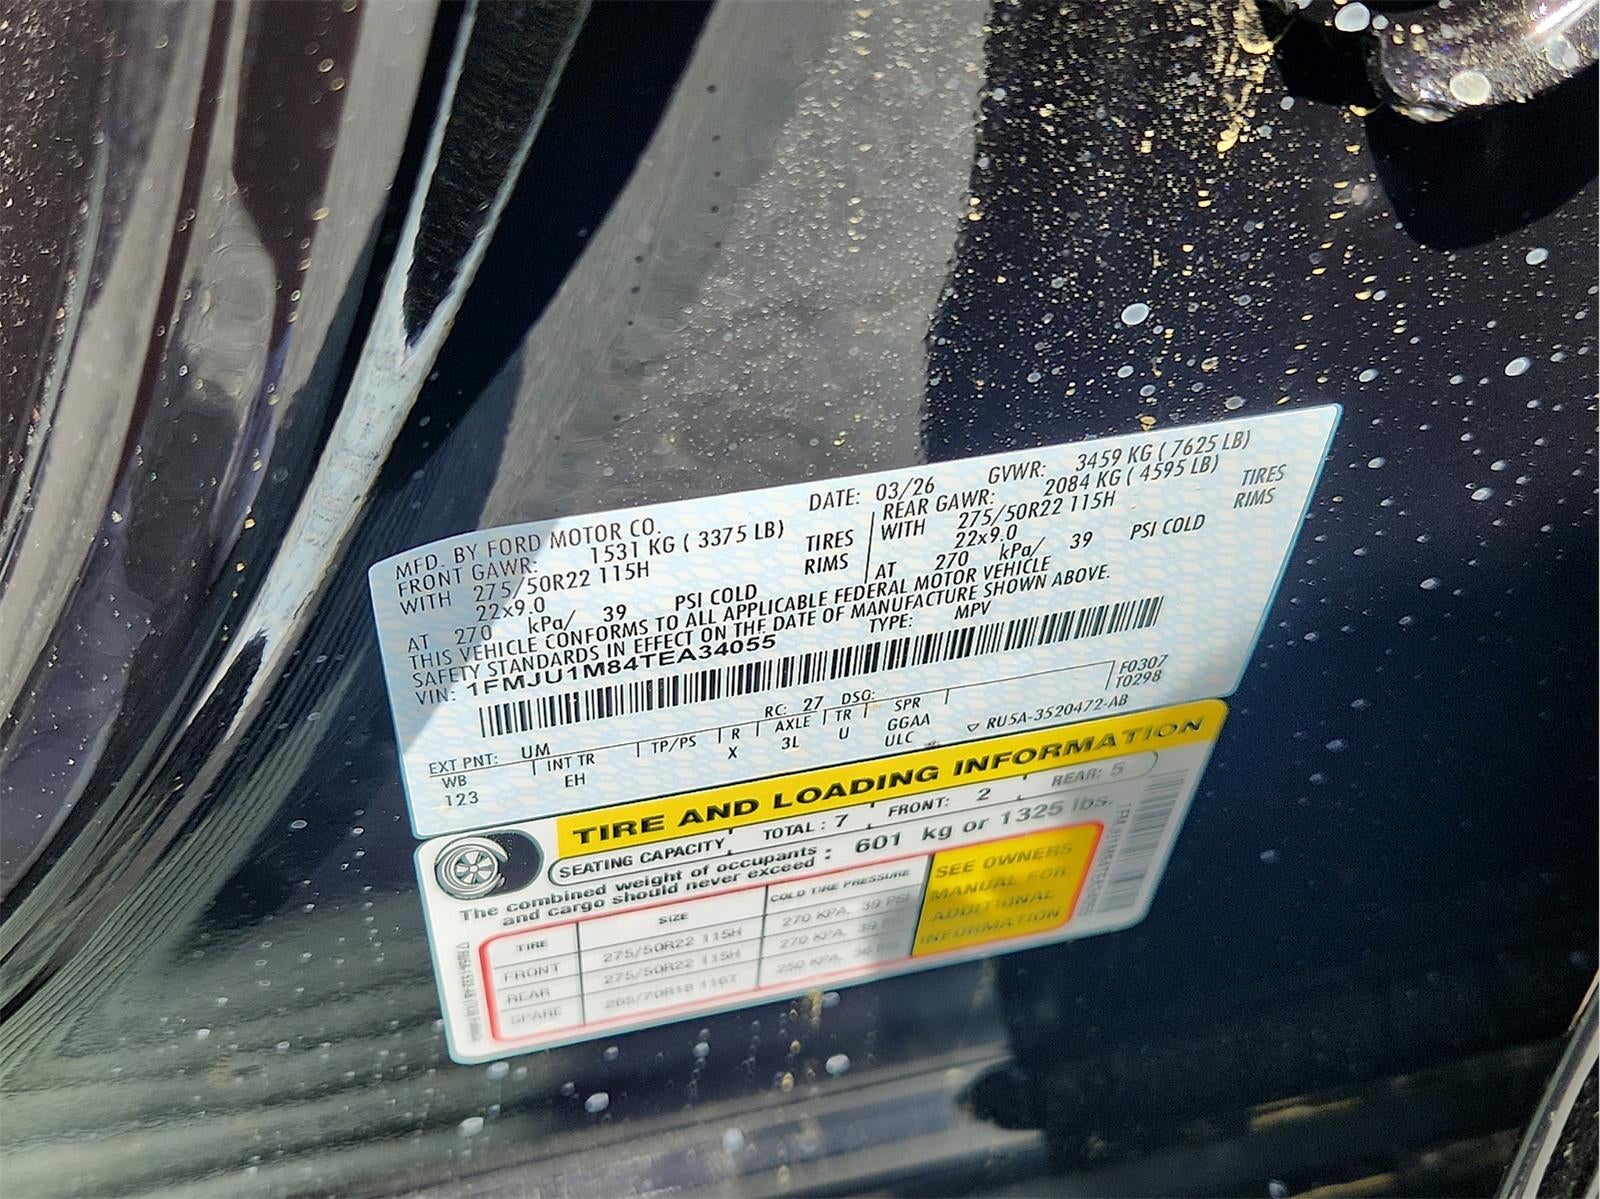 MFD. BY FORD MOTOR CO.
DATE: 03/26 GVWR: 3459 KG ( 7625 LB)
FRONT GAWR: 1531 KG ( 3375 LB) REAR GAWR: 2084 KG ( 4595 LB)
WITH 275/50R22 115H TIRES WITH 275/50R22 115H TIRES
22x9.0 RIMS 22x9.0 RIMS
AT 270 kPa/ 39 PSI COLD AT 270 kPa/ 39 PSI COLD
THIS VEHICLE CONFORMS TO ALL APPLICABLE FEDERAL MOTOR VEHICLE
SAFETY STANDARDS IN EFFECT ON THE DATE OF MANUFACTURE SHOWN ABOVE.
VIN: 1FMJU1M84TEA34055 TYPE: MPV
F0307
T0298
EXT PNT: UM RC: 27 DSO:
WB INT TR TP/PS R AXLE TR SPR
123 EH X 3L U GGAA
ULC ▽ RU5A-3520472-AB
TIRE AND LOADING INFORMATION
SEATING CAPACITY TOTAL : 7 FRONT: 2 REAR: 5
The combined weight of occupants and cargo should never exceed : 601 kg or 1325 lbs.
TIRE SIZE COLD TIRE PRESSURE
FRONT 275/50R22 115H 270 KPA, 39 PSI
REAR 275/50R22 115H 270 KPA, 39 PSI
SPARE 265/70R18 116T 250 KPA, 36 PSI
SEE OWNERS
MANUAL FOR
ADDITIONAL
INFORMATION